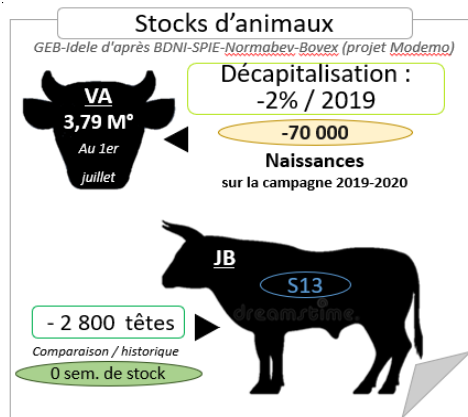 Stocks d’animaux
GEB-Idele d'après BDNI-SPIE-Normabev-Bovex (projet Modemo)
VA
3,79 M°
Au 1er
juillet
Décapitalisation :
-2% / 2019
-70 000
Naissances
sur la campagne 2019-2020
JB
S13
dreamstime.
- 2 800 têtes
Comparaison / historique
0 sem. de stock